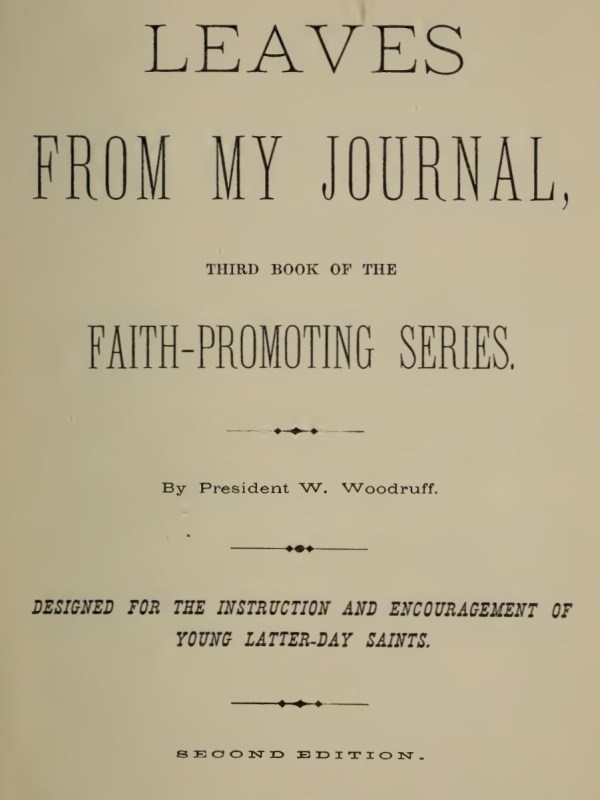 LEAVES
FROM MY JOURNAL,
THIRD BOOK OF THE
FAITH-PROMOTING SERIES.
By President W. Woodruff.
DESIGNED FOR THE INSTRUCTION AND ENCOURAGEMENT OF
YOUNG LATTER-DAY SAINTS.
SECOND EDITION.